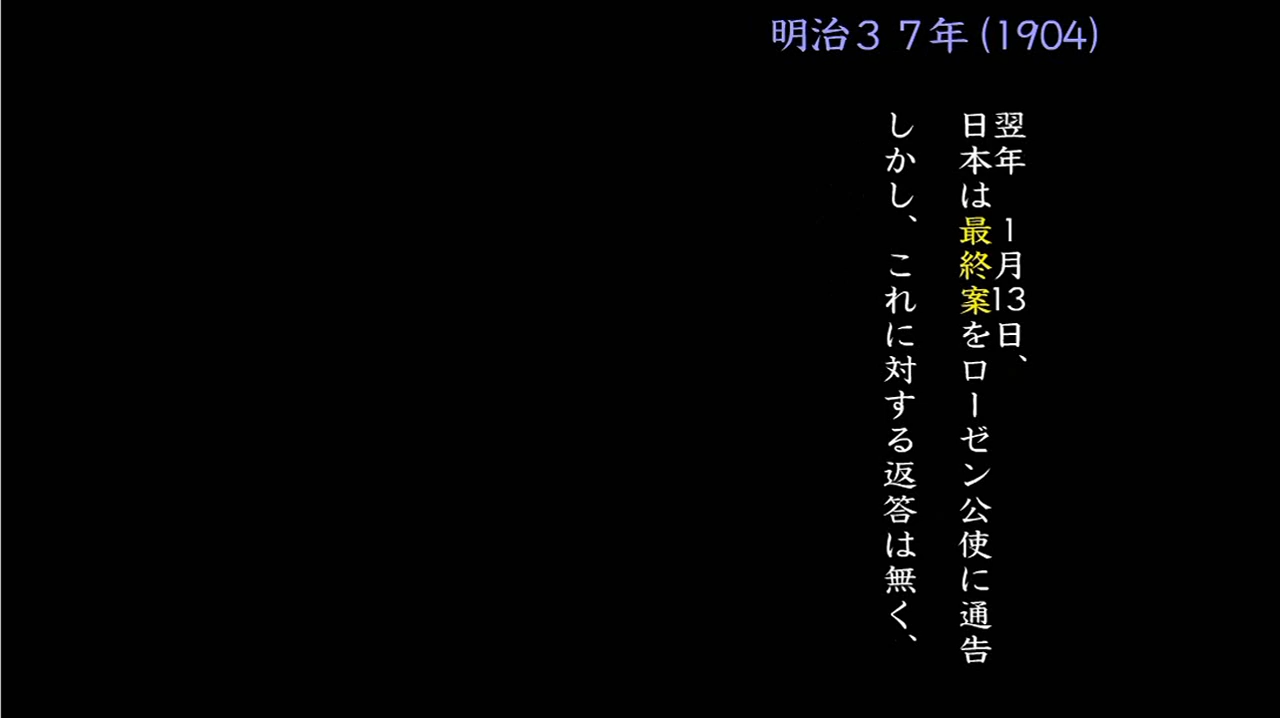 明治３７年(1904)
翌年　1月13日、
日本は最終案をローゼン公使に通告
しかし、これに対する返答は無く、